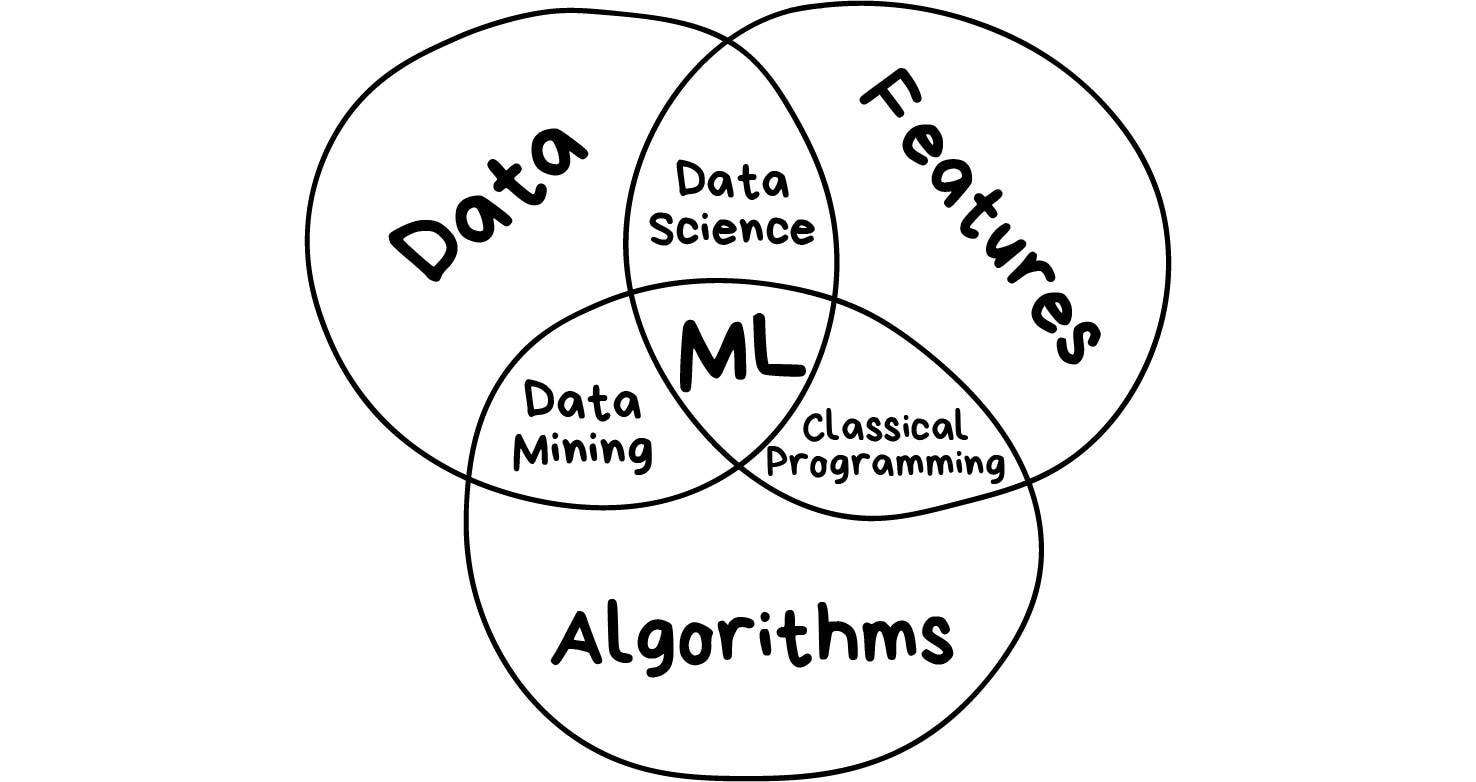 Data
Features
Data
Science
ML
Data
Mining
Classical
Programming
Algorithms